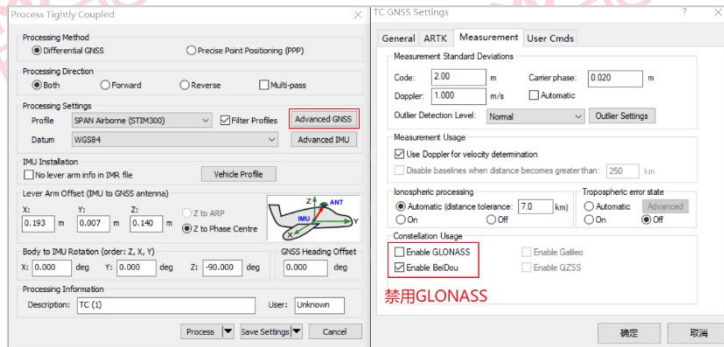 Process Tightly Coupled
Processing Method
Differential GNSS
Precise Point Positioning (PPP)
Processing Direction
Both
Forward
Reverse
Multi-pass
Processing Settings
Profile
SPAN Airborne (STIM300)
Filter Profiles
Advanced GNSS
Datum
WGS84
Advanced IMU
IMU Installation
No lever arm info in IMR file
Vehicle Profile
Lever Arm Offset (IMU to GNSS antenna)
X: Y: Z:
0.193 m 0.007 m 0.140 m
Z to ARP
Z to Phase Centre
Z ANT
IMU
Y
X
Body to IMU Rotation (order: Z, X, Y)
X: 0.000 deg Y: 0.000 deg Z: -90.000 deg
GNSS Heading Offset
0.000 deg
Processing Information
Description: TC (1)
User: Unknown
Process
Save Settings
Cancel
TC GNSS Settings ? ×
General ARTK Measurement User Cmds
Measurement Standard Deviations
Code: 2.00 m Carrier phase: 0.020 m
Doppler: 1.000 m/s Automatic
Outlier Detection Level: Normal Outlier Settings
Measurement Usage
Use Doppler for velocity determination
Disable baselines when distance becomes greater than: 250 km
Ionospheric processing
Automatic (distance tolerance: 7.0 km)
On Off
Tropospheric error state
Automatic Advanced
On Off
Constellation Usage
Enable GLONASS Enable Galileo
Enable BeiDou Enable QZSS
禁用GLONASS
确定 取消